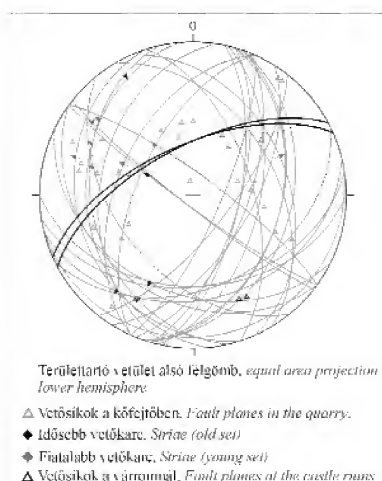 0
Területtartó vetület alsó félgömb, equal area projection
lower hemisphere
Vetősíkok a kőfejtőben. Fault planes in the quarry.
Idősebb vetőkarc. Striae (old set)
Fiatalabb vetőkarc. Striae (young set)
Vetősíkok a várromnál. Fault planes at the castle ruins